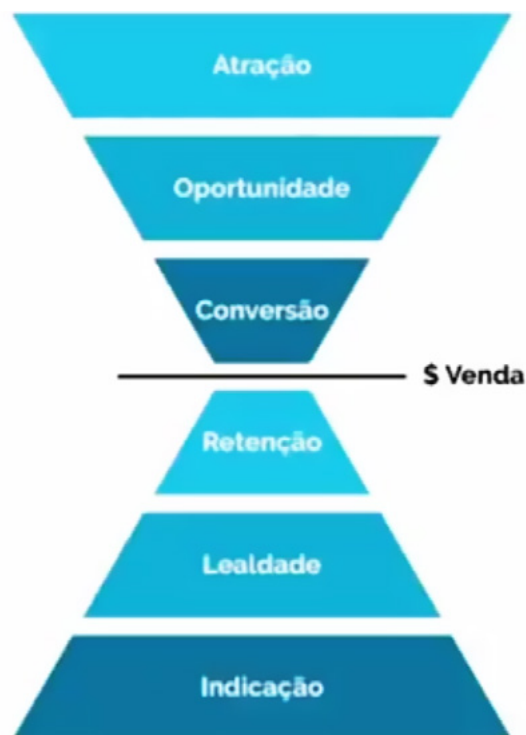 Atração
Oportunidade
Conversão
$ Venda
Retenção
Lealdade
Indicação